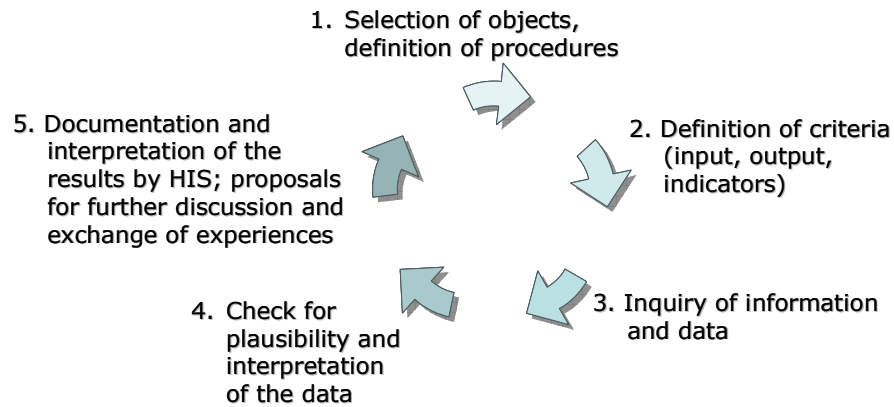 1. Selection of objects,
definition of procedures
2. Definition of criteria
(input, output,
indicators)
3. Inquiry of information
and data
4. Check for
plausibility and
interpretation
of the data
5. Documentation and
interpretation of the
results by HIS; proposals
for further discussion and
exchange of experiences